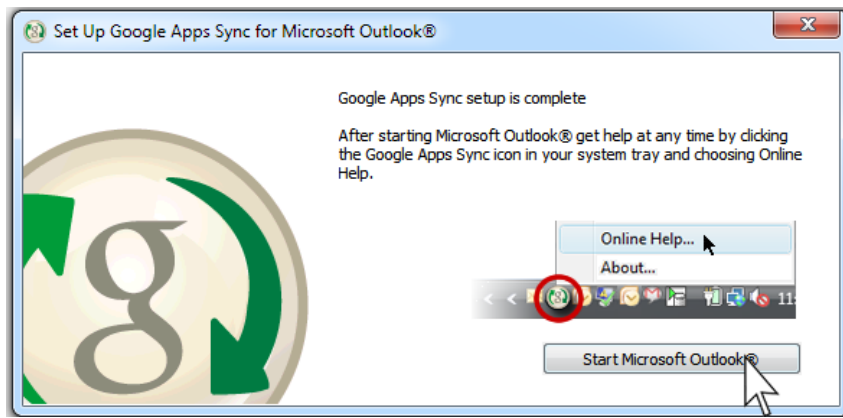 Set Up Google Apps Sync for Microsoft Outlook®
Google Apps Sync setup is complete
After starting Microsoft Outlook® get help at any time by clicking
the Google Apps Sync icon in your system tray and choosing Online
Help.
Online Help...
About...
< <
11:
Start Microsoft Outlook®
g